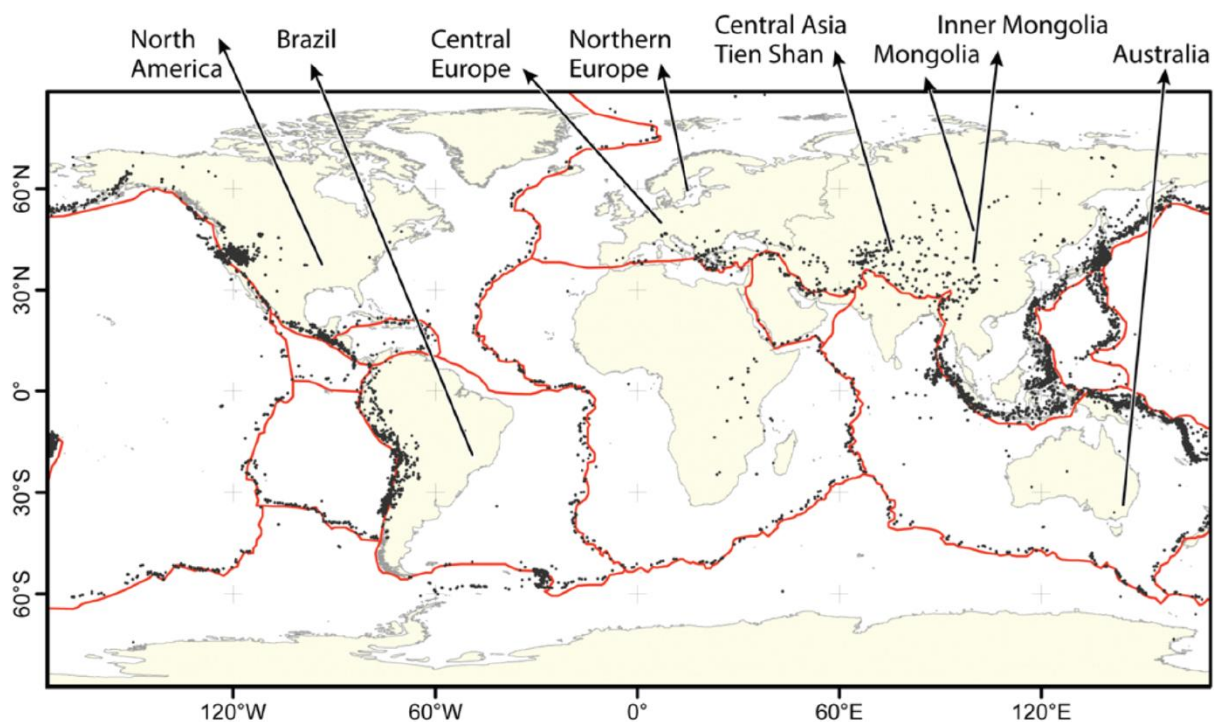 North
America
Brazil
Central
Europe
Northern
Europe
Central Asia
Tien Shan
Mongolia
Inner Mongolia
Australia
60°N
30°N
0°
30°S
60°S
120°W
60°W
0°
60°E
120°E